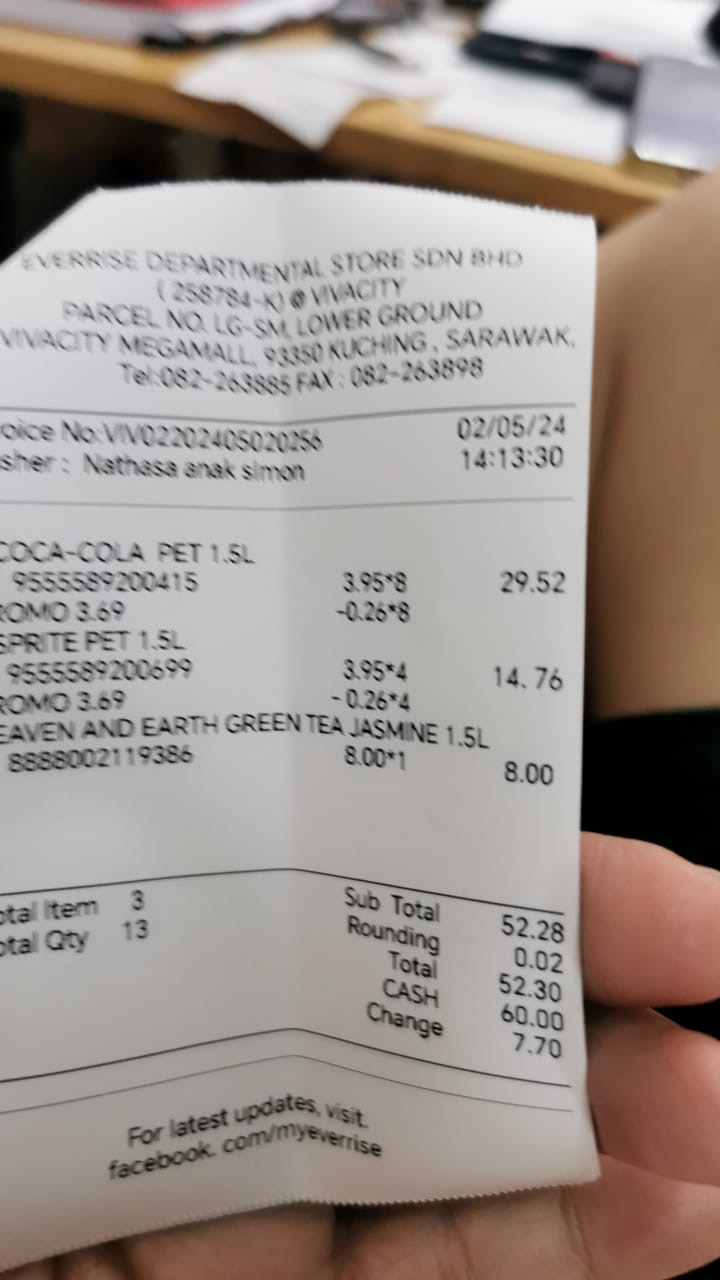 EVERRISE DEPARTMENTAL STORE SDN BHD
( 258784-K) @ VIVACITY
PARCEL NO. LG-SM, LOWER GROUND
VIVACITY MEGAMALL, 93350 KUCHING , SARAWAK,
Tel:082-263885 FAX : 082-263898
oice No:VIV02202405020256 02/05/24
sher : Nathasa anak simon 14:13:30
COCA-COLA PET 1.5L
9555589200415 3.95*8 29.52
ROMO 3.69 -0.26*8
SPRITE PET 1.5L
9555589200699 3.95*4 14.76
ROMO 3.69 -0.26*4
EAVEN AND EARTH GREEN TEA JASMINE 1.5L
8888002119386 8.00*1 8.00
otal Item 3 Sub Total 52.28
otal Qty 13 Rounding 0.02
Total 52.30
CASH 60.00
Change 7.70
For latest updates, visit.
facebook. com/myeverrise